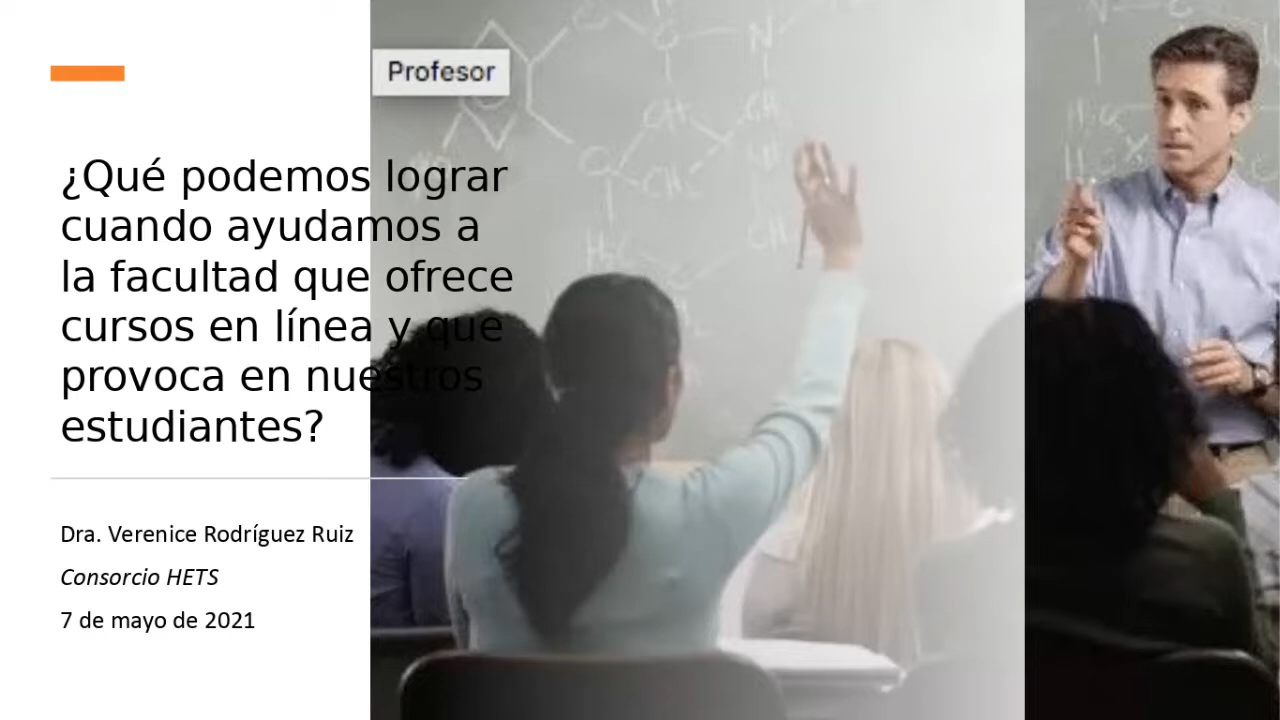 Profesor
¿Qué podemos lograr
cuando ayudamos a
la facultad que ofrece
cursos en línea y que
provoca en nuestros
estudiantes?
Dra. Verenice Rodríguez Ruiz
Consorcio HETS
7 de mayo de 2021